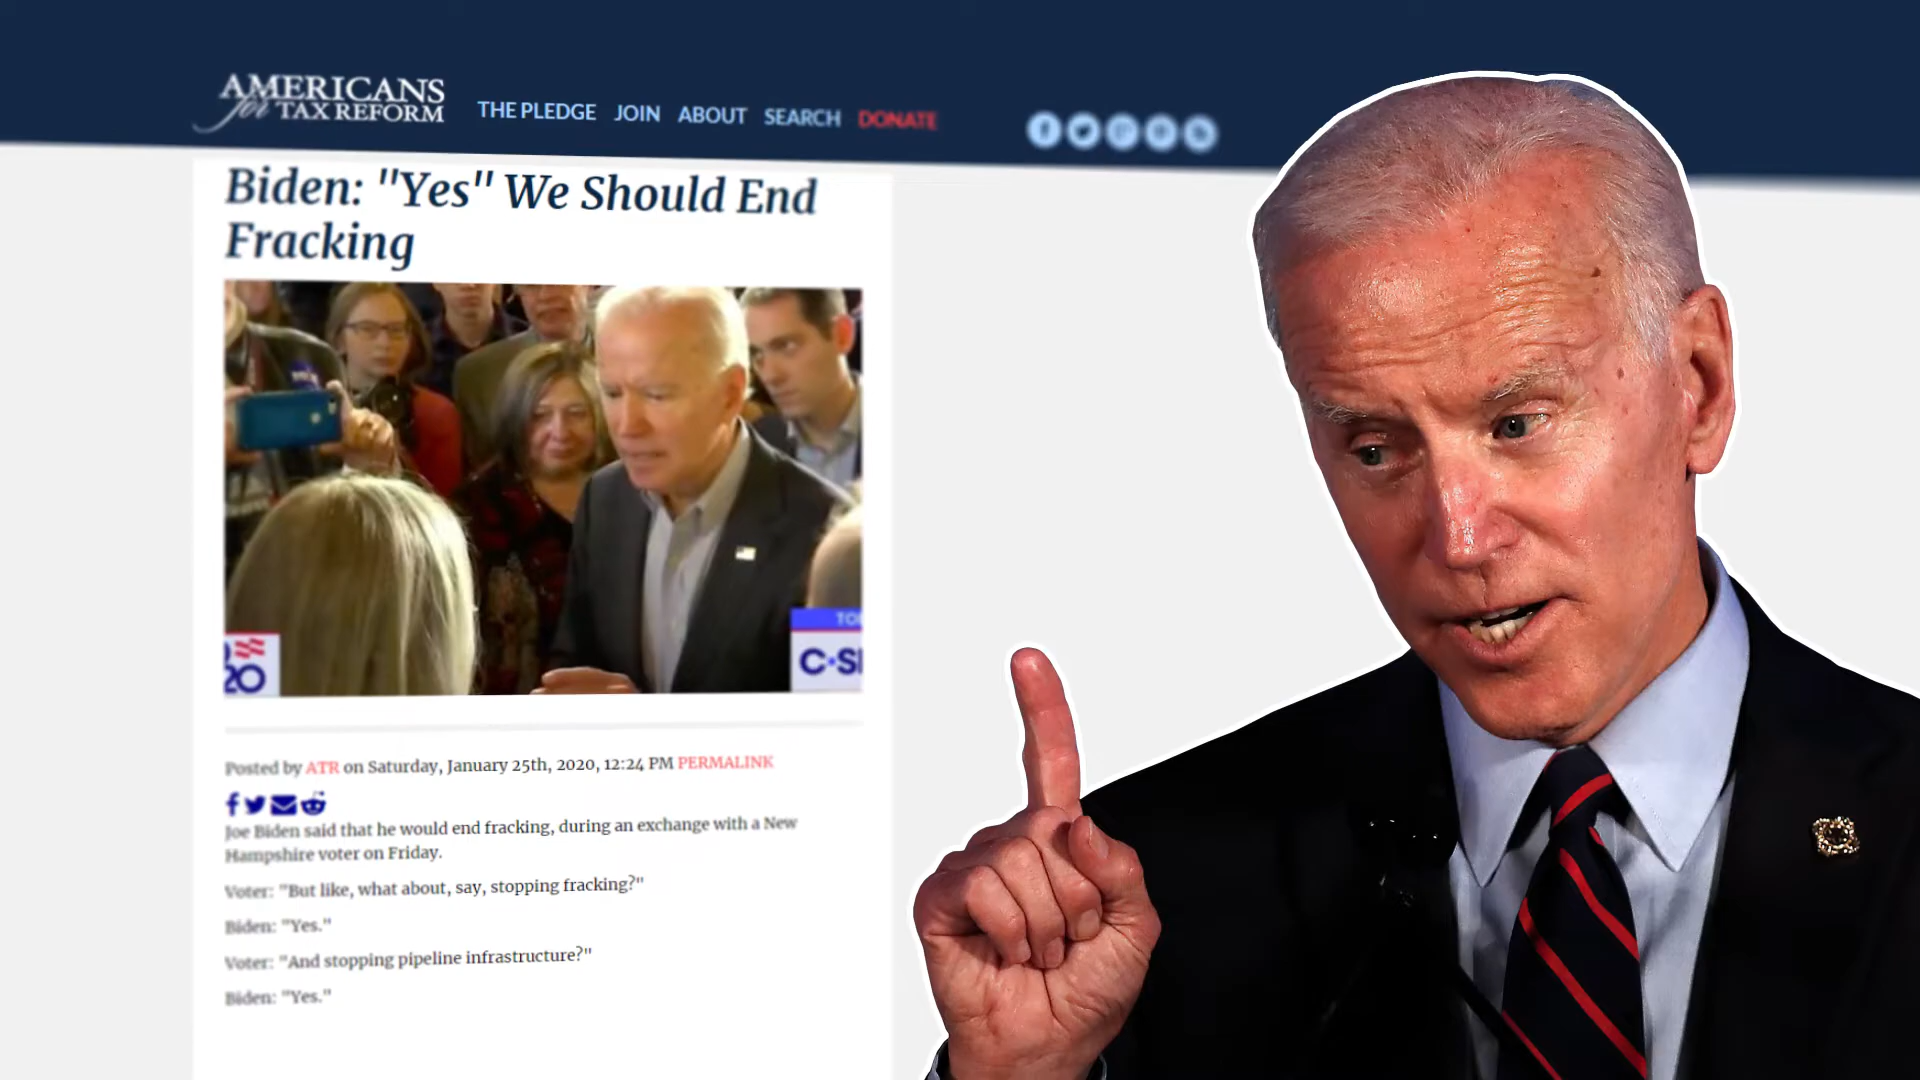 AMERICANS
for TAX REFORM
THE PLEDGE JOIN ABOUT SEARCH DONATE
Biden: "Yes" We Should End
Fracking
20
TO
C·S
Posted by ATR on Saturday, January 25th, 2020, 12:24 PM PERMALINK
Joe Biden said that he would end fracking, during an exchange with a New
Hampshire voter on Friday.
Voter: "But like, what about, say, stopping fracking?"
Biden: "Yes."
Voter: "And stopping pipeline infrastructure?"
Biden: "Yes."